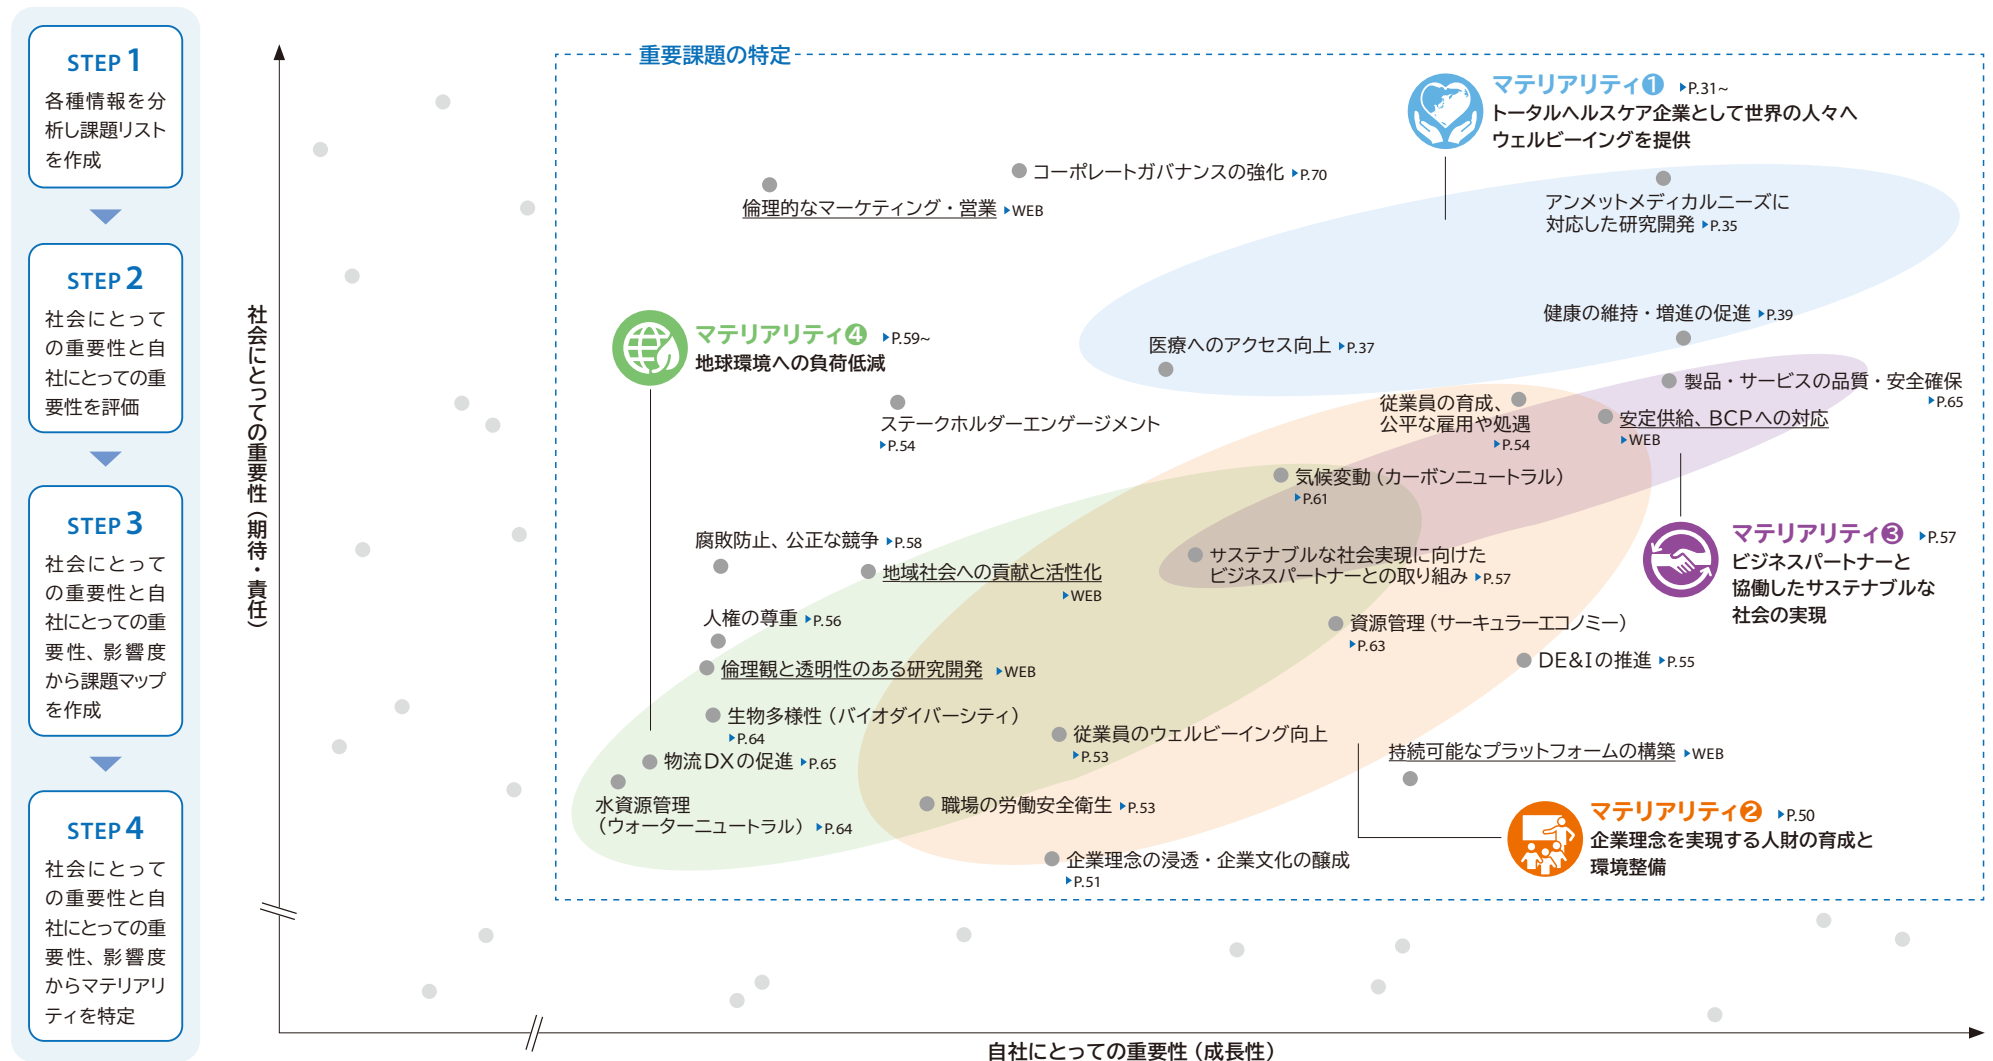 STEP 1
各種情報を分
析し課題リスト
を作成
STEP 2
社会にとって
の重要性と自
社にとっての重
要性を評価
STEP 3
社会にとって
の重要性と自
社にとっての重
要性、影響度
から課題マップ
を作成
STEP 4
社会にとって
の重要性と自
社にとっての重
要性、影響度
からマテリアリ
ティを特定
社会にとっての重要性（期待・責任）
重要課題の特定
マテリアリティ❶ ▶P.31~
トータルヘルスケア企業として世界の人々へ
ウェルビーイングを提供
コーポレートガバナンスの強化 ▶P.70
倫理的なマーケティング・営業 ▶WEB
アンメットメディカルニーズに
対応した研究開発 ▶P.35
健康の維持・増進の促進 ▶P.39
医療へのアクセス向上 ▶P.37
マテリアリティ❹ ▶P.59~
地球環境への負荷低減
製品・サービスの品質・安全確保
▶P.65
従業員の育成、
公平な雇用や処遇
▶P.54
安定供給、BCPへの対応
▶WEB
ステークホルダーエンゲージメント
▶P.54
気候変動（カーボンニュートラル）
▶P.61
マテリアリティ❸ ▶P.57
ビジネスパートナーと
協働したサステナブルな
社会の実現
腐敗防止、公正な競争 ▶P.58
地域社会への貢献と活性化
▶WEB
サステナブルな社会実現に向けた
ビジネスパートナーとの取り組み ▶P.57
人権の尊重 ▶P.56
資源管理（サーキュラーエコノミー）
▶P.63
倫理観と透明性のある研究開発 ▶WEB
DE&Iの推進 ▶P.55
生物多様性（バイオダイバーシティ）
▶P.64
従業員のウェルビーイング向上
▶P.53
物流DXの促進 ▶P.65
持続可能なプラットフォームの構築 ▶WEB
水資源管理
（ウォーターニュートラル） ▶P.64
職場の労働安全衛生 ▶P.53
マテリアリティ❷ ▶P.50
企業理念を実現する人財の育成と
環境整備
企業理念の浸透・企業文化の醸成
▶P.51
自社にとっての重要性（成長性）